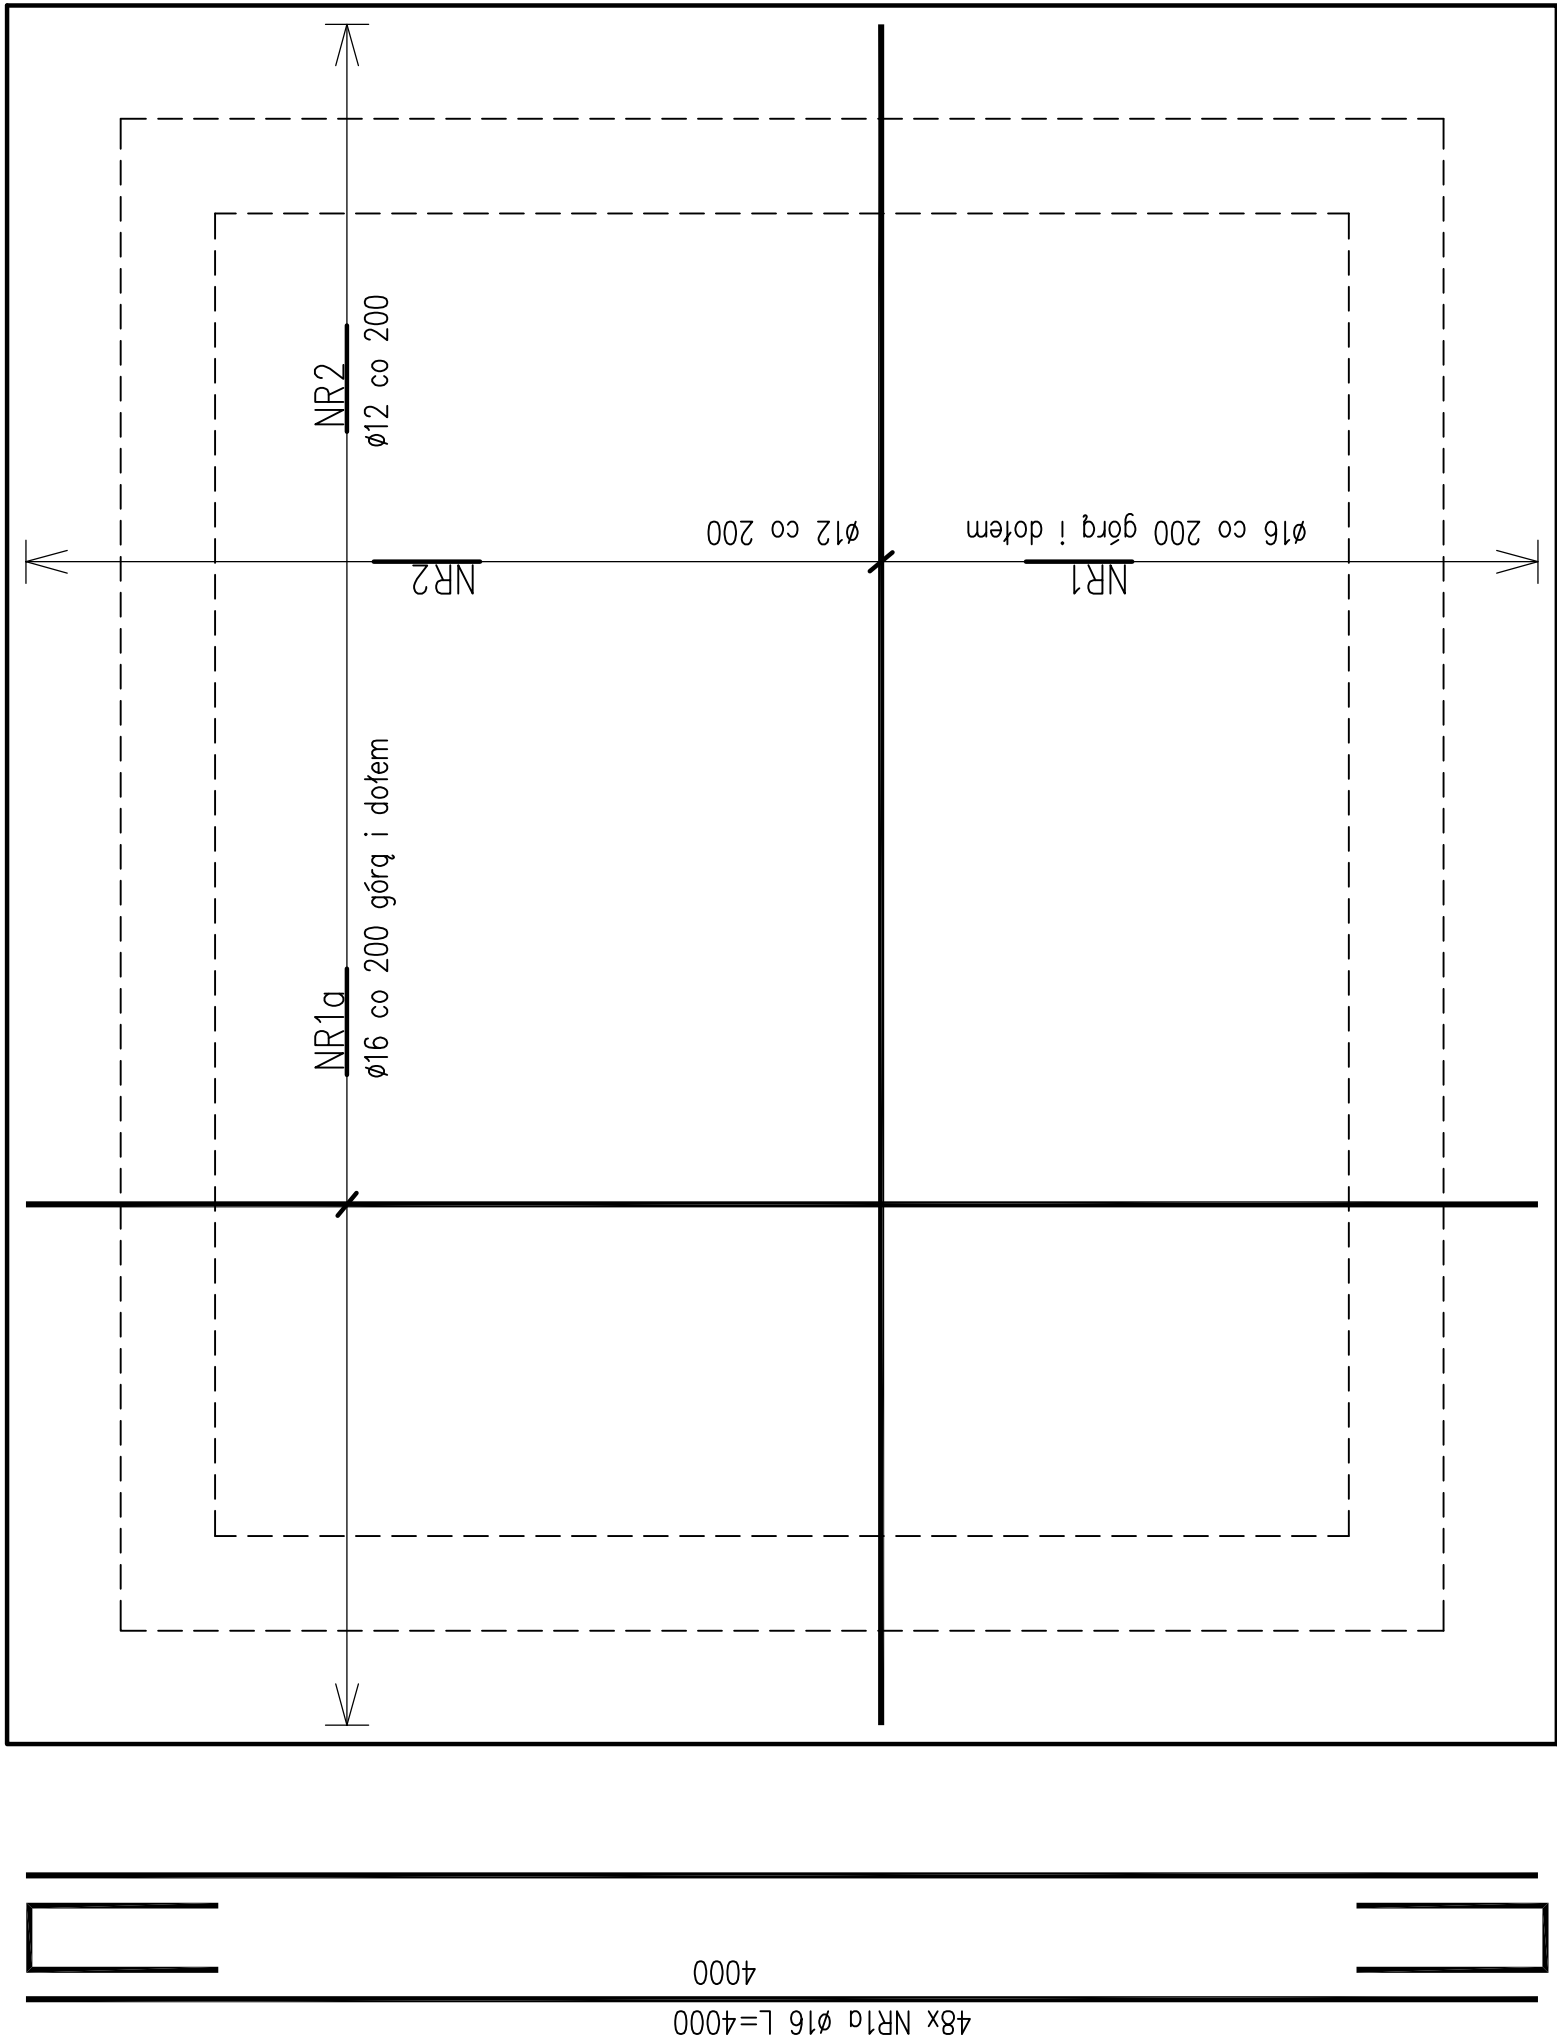 NR2
ø12 co 200
ø12 co 200
NR2
ø16 co 200 górą i dołem
NR1
NR1a
ø16 co 200 górą i dołem
4000
48x NR1a ø16 L=4000